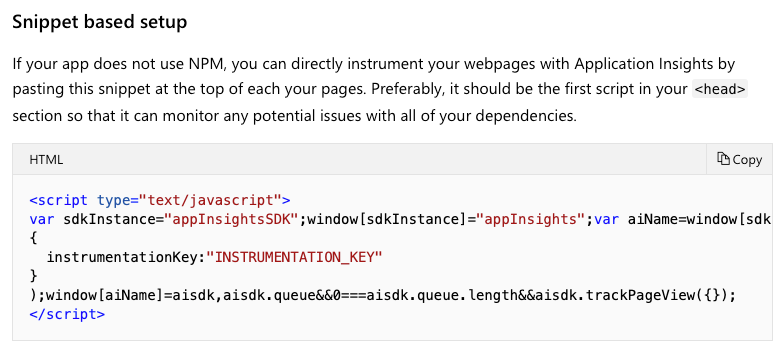 Snippet based setup
If your app does not use NPM, you can directly instrument your webpages with Application Insights by
pasting this snippet at the top of each your pages. Preferably, it should be the first script in your <head>
section so that it can monitor any potential issues with all of your dependencies.
HTML
Copy
<script type="text/javascript">
var sdkInstance="appInsightsSDK";window[sdkInstance]="appInsights";var aiName=window[sdk
{
  instrumentationKey:"INSTRUMENTATION_KEY"
}
);window[aiName]=aisdk,aisdk.queue&&0===aisdk.queue.length&&aisdk.trackPageView({});
</script>